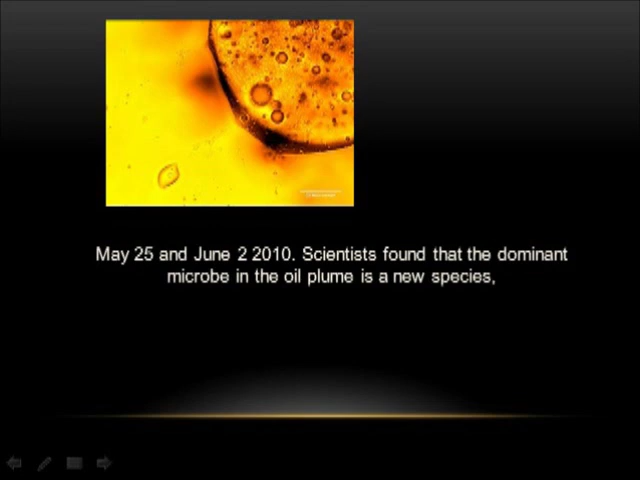 May 25 and June 2 2010. Scientists found that the dominant
microbe in the oil plume is a new species,